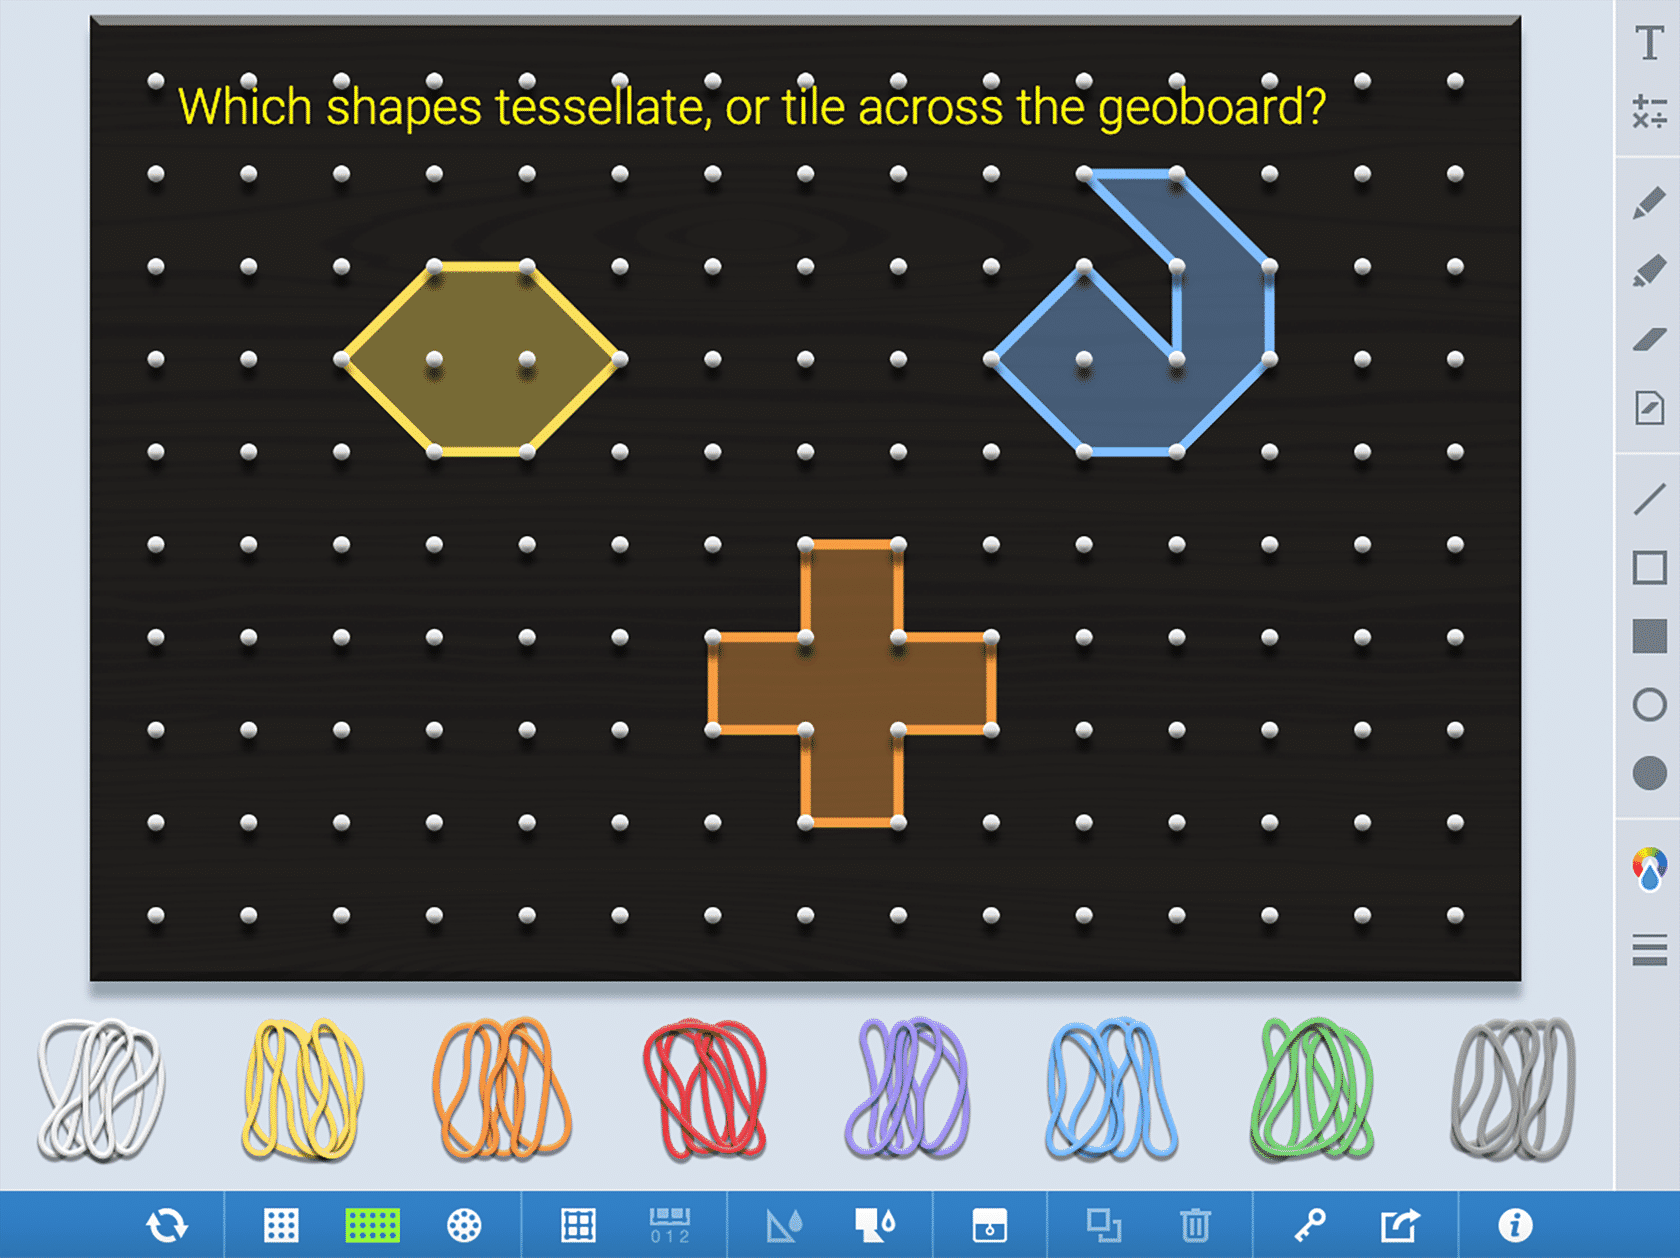 Which shapes tessellate, or tile across the geoboard?
T
0 1 2